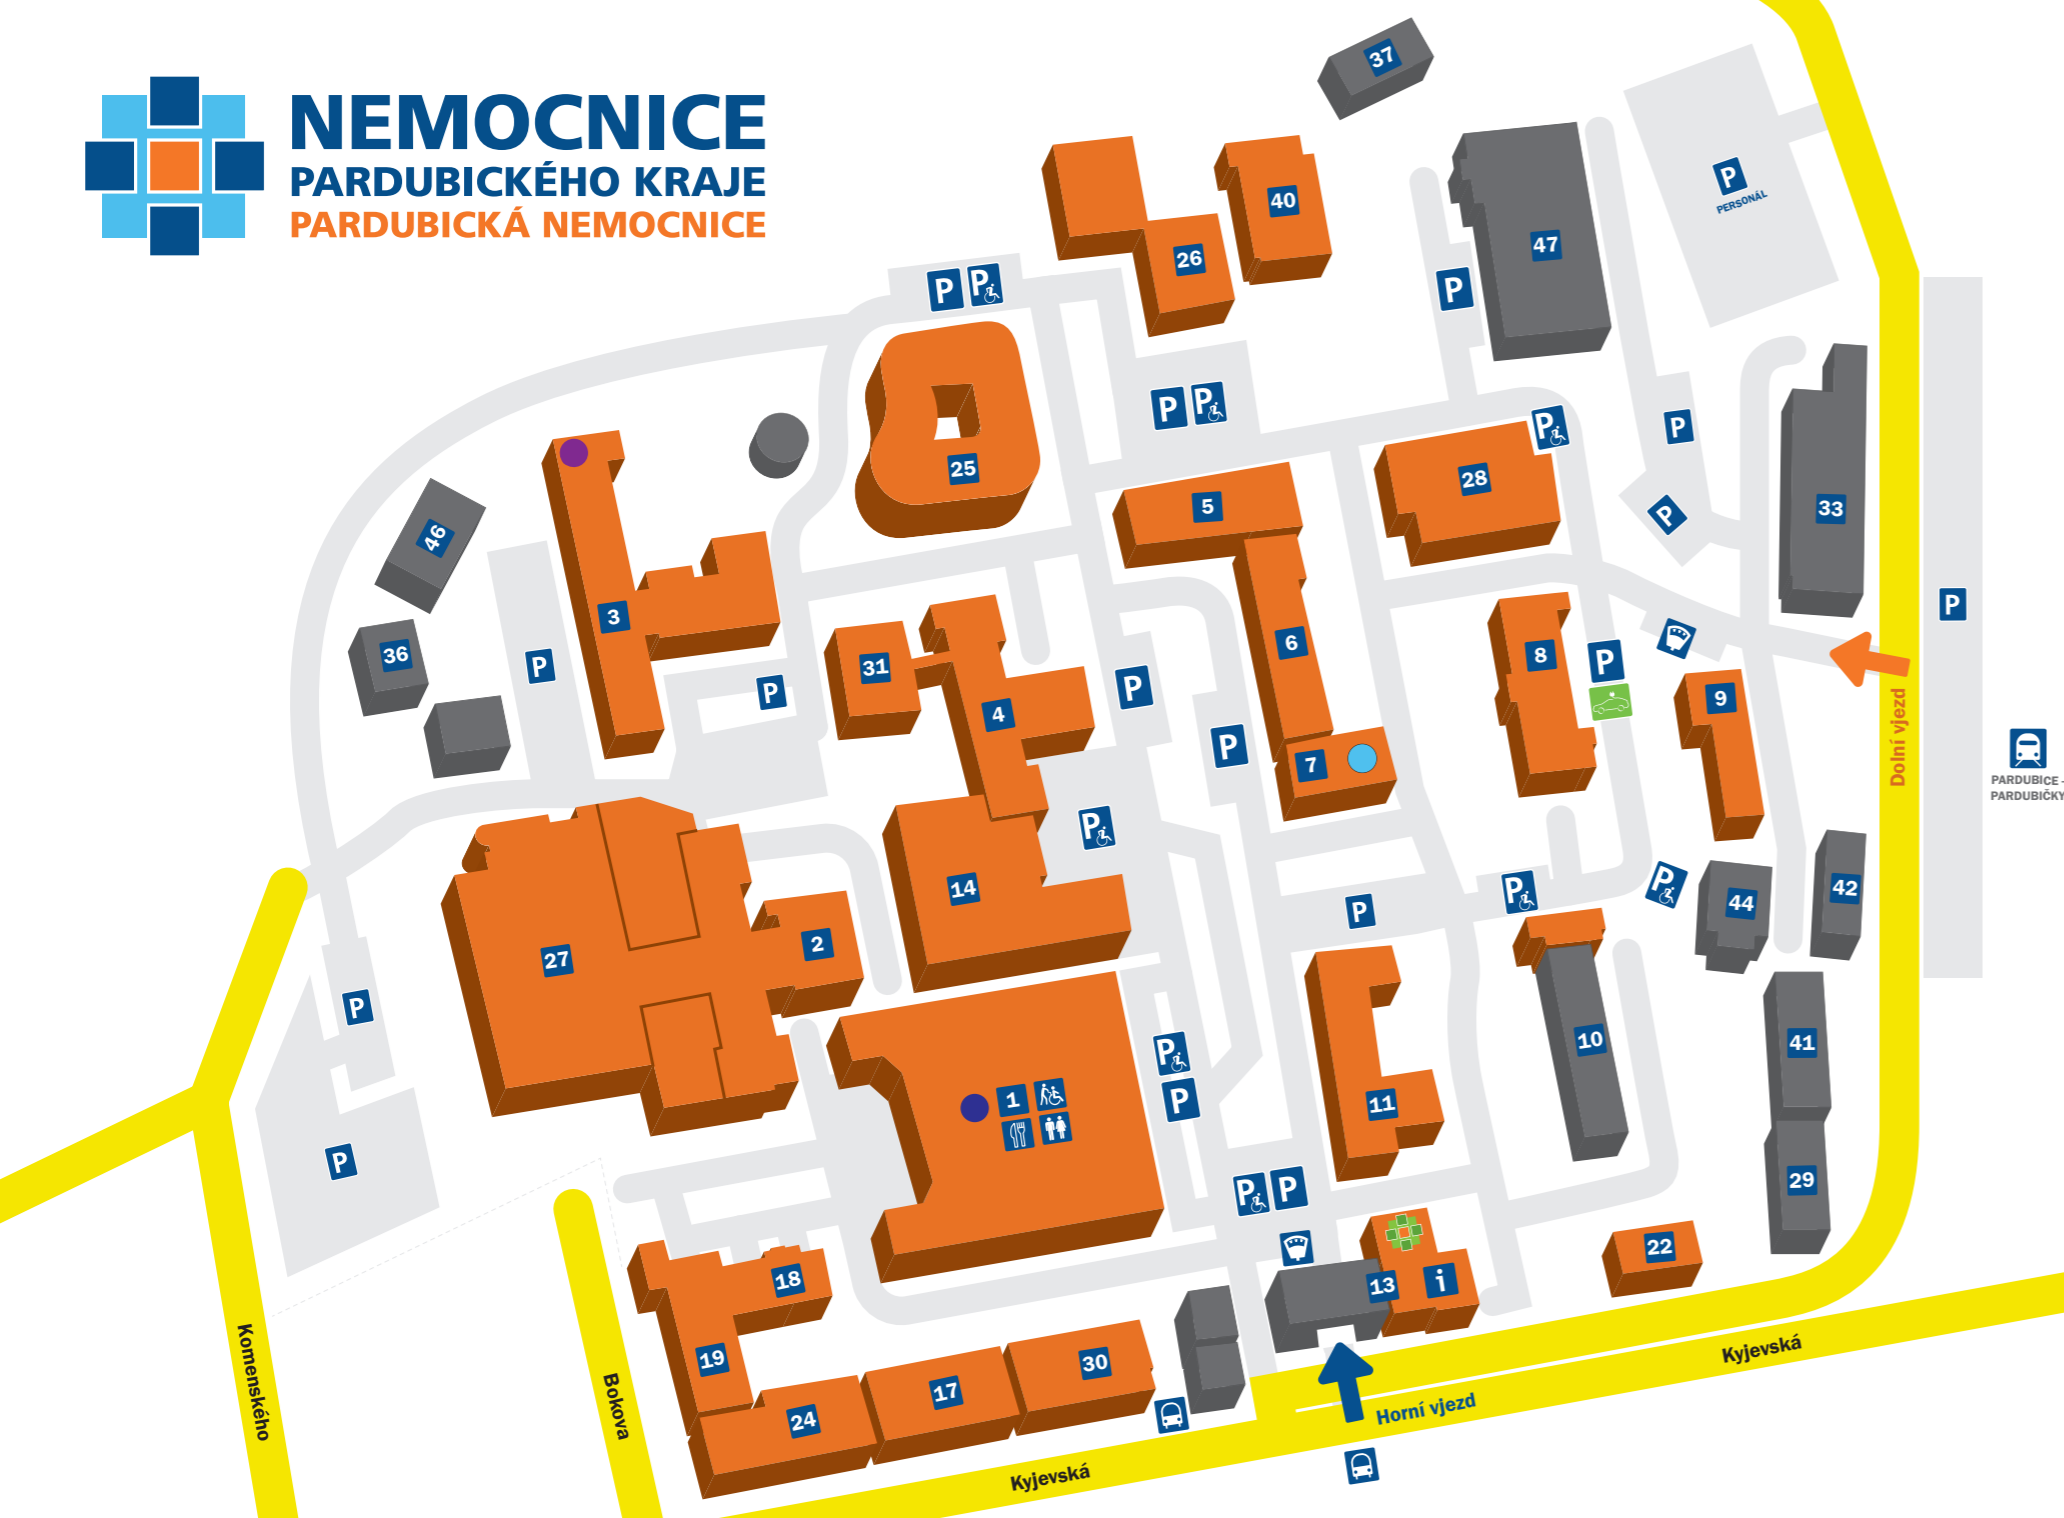 NEMOCNICE
PARDUBICKÉHO KRAJE
PARDUBICKÁ NEMOCNICE
37
40
26
47
P
PERSONÁL
P P
P
P P
25
5
28
P
P
P
33
46
3
36
P
P
31
4
P
6
P
7
8
P
9
P
Dolní vjezd
PARDUBICE -
PARDUBIČKY
P
14
27
2
P
P
P
44
42
P
P
P
1
11
10
41
29
P
P P
18
19
24
17
30
13
i
22
Komenského
Bokova
Kyjevská
Horní vjezd
Kyjevská